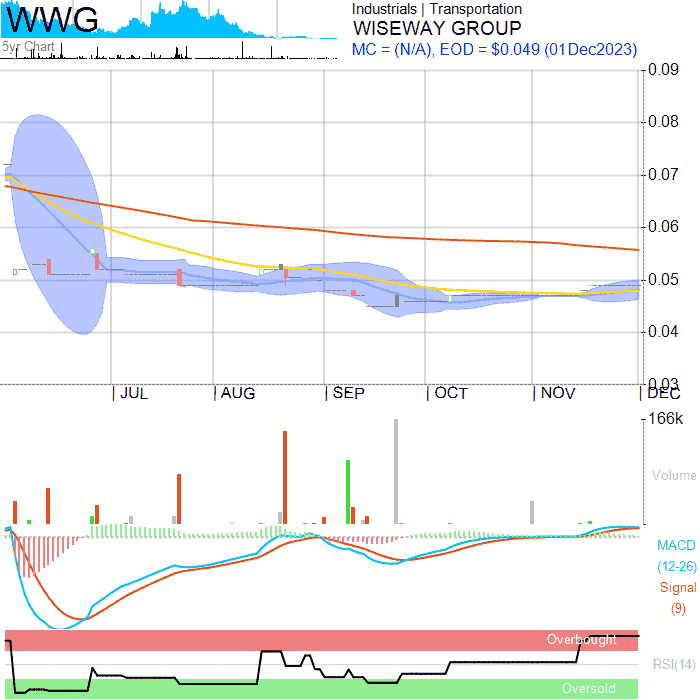 WWG
5yr Chart
Industrials | Transportation
WISEWAY GROUP
MC = (N/A), EOD = $0.049 (01Dec2023)
0.09
0.08
0.07
0.06
0.05
0.04
0.03
JUL
AUG
SEP
OCT
NOV
DEC
166k
Volume
MACD
(12-26)
Signal
(9)
Overbought
RSI(14)
Oversold